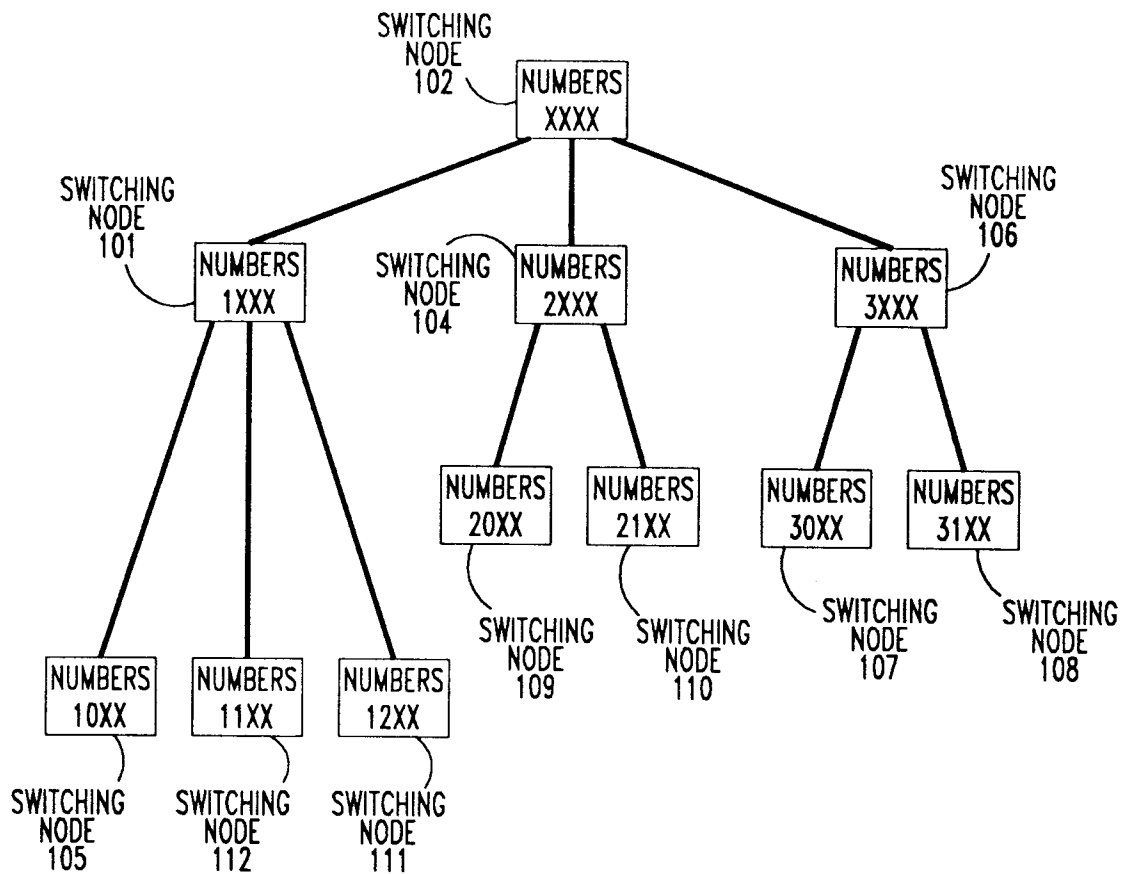 SWITCHING
NODE
102
NUMBERS
XXXX
SWITCHING
NODE
101
NUMBERS
1XXX
SWITCHING
NODE
104
NUMBERS
2XXX
SWITCHING
NODE
106
NUMBERS
3XXX
NUMBERS
20XX
NUMBERS
21XX
NUMBERS
30XX
NUMBERS
31XX
SWITCHING
NODE
109
SWITCHING
NODE
110
SWITCHING
NODE
107
SWITCHING
NODE
108
NUMBERS
10XX
NUMBERS
11XX
NUMBERS
12XX
SWITCHING
NODE
105
SWITCHING
NODE
112
SWITCHING
NODE
111